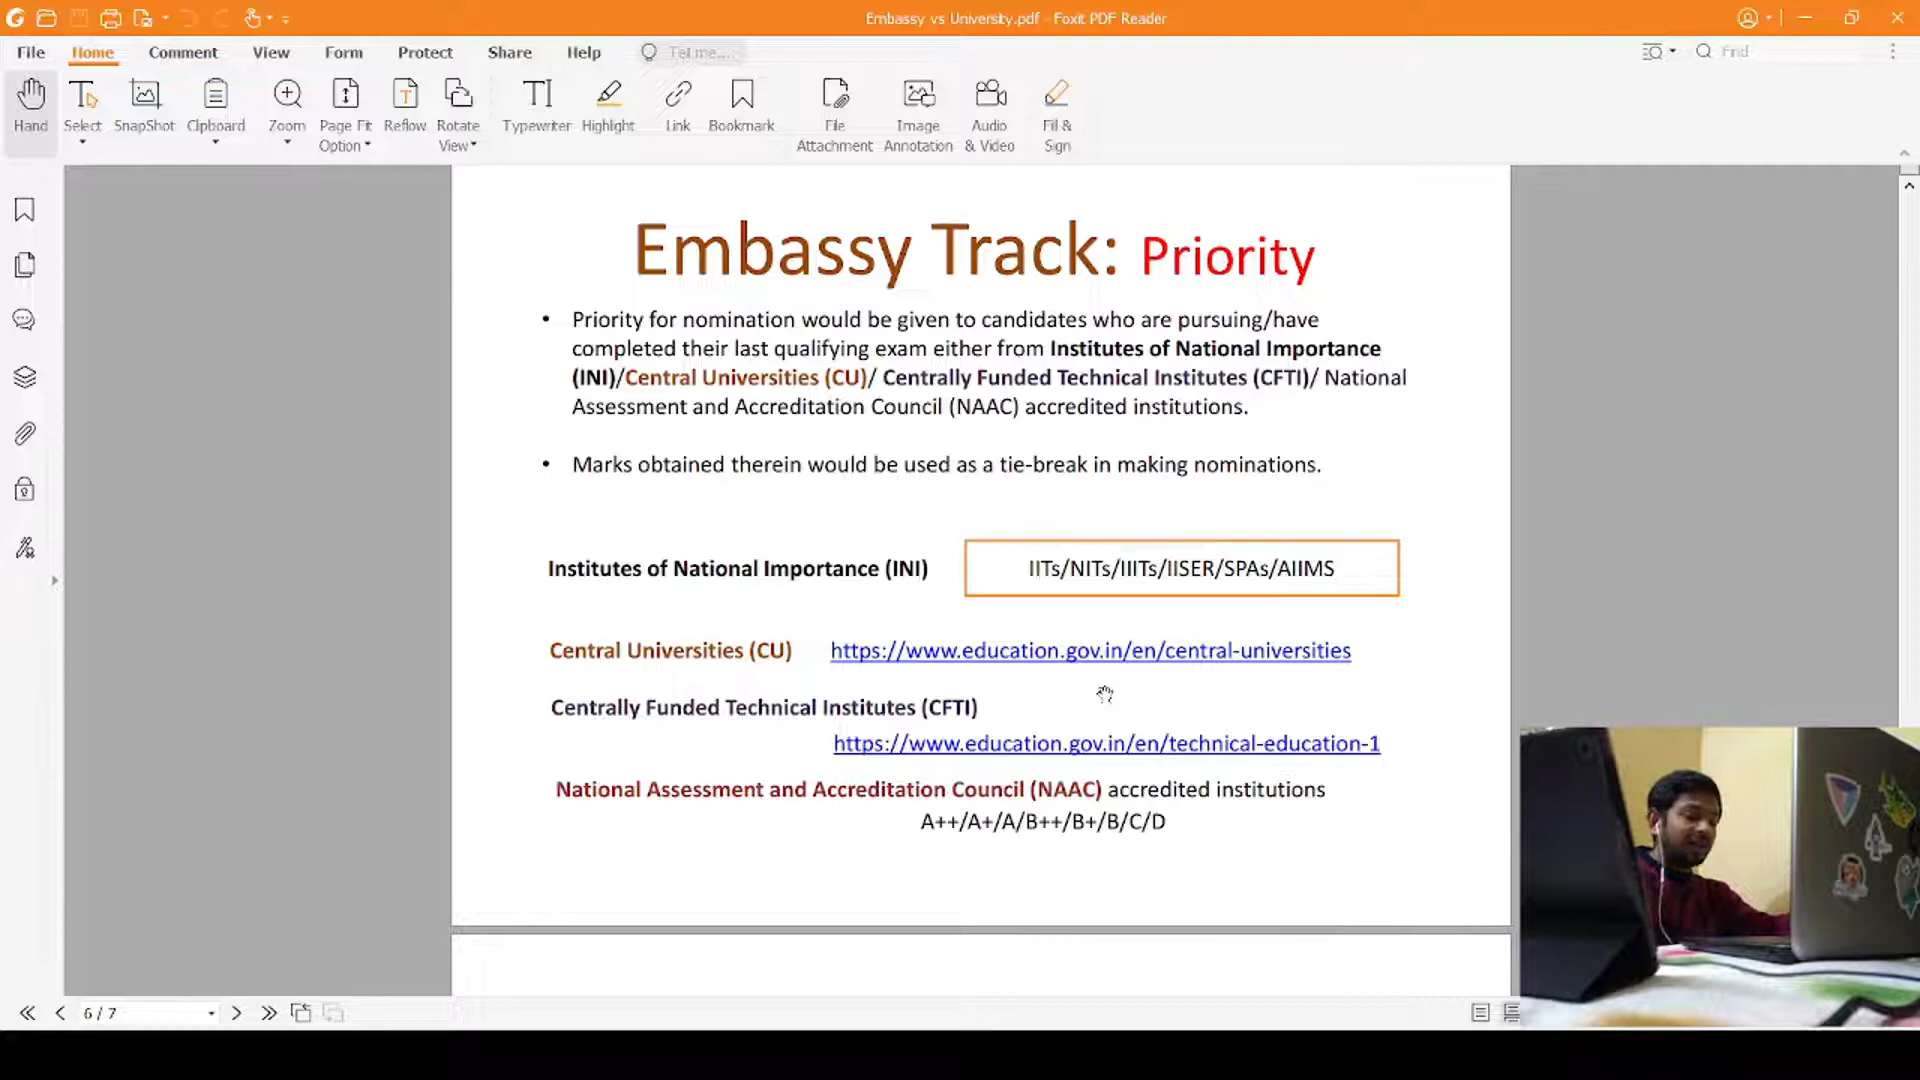 Embassy vs University.pdf - Foxit PDF Reader
File Home Comment View Form Protect Share Help Tell me... Find
Hand Select SnapShot Clipboard Zoom Page Fit Option Reflow Rotate View Typewriter Highlight Link Bookmark File Attachment Image Annotation Audio & Video Fill & Sign
Embassy Track: Priority
• Priority for nomination would be given to candidates who are pursuing/have
completed their last qualifying exam either from Institutes of National Importance
(INI)/Central Universities (CU)/ Centrally Funded Technical Institutes (CFTI)/ National
Assessment and Accreditation Council (NAAC) accredited institutions.
• Marks obtained therein would be used as a tie-break in making nominations.
Institutes of National Importance (INI) IITs/NITs/IIITs/IISER/SPAs/AIIMS
Central Universities (CU) https://www.education.gov.in/en/central-universities
Centrally Funded Technical Institutes (CFTI)
https://www.education.gov.in/en/technical-education-1
National Assessment and Accreditation Council (NAAC) accredited institutions
A++/A+/A/B++/B+/B/C/D
6 / 7